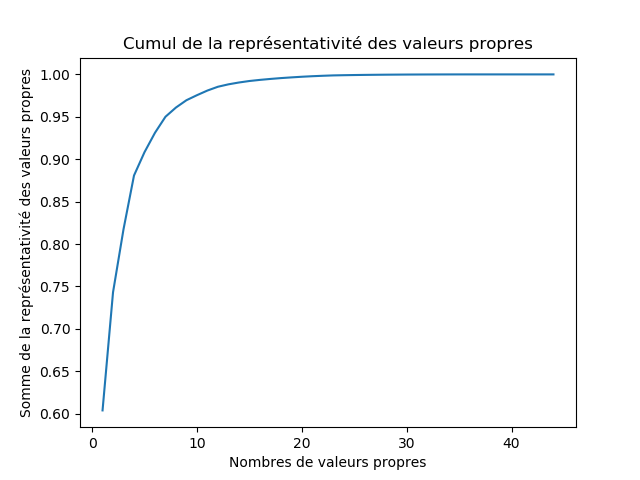 Cumul de la représentativité des valeurs propres
Somme de la représentativité des valeurs propres
1.00
0.95
0.90
0.85
0.80
0.75
0.70
0.65
0.60
0 10 20 30 40
Nombres de valeurs propres